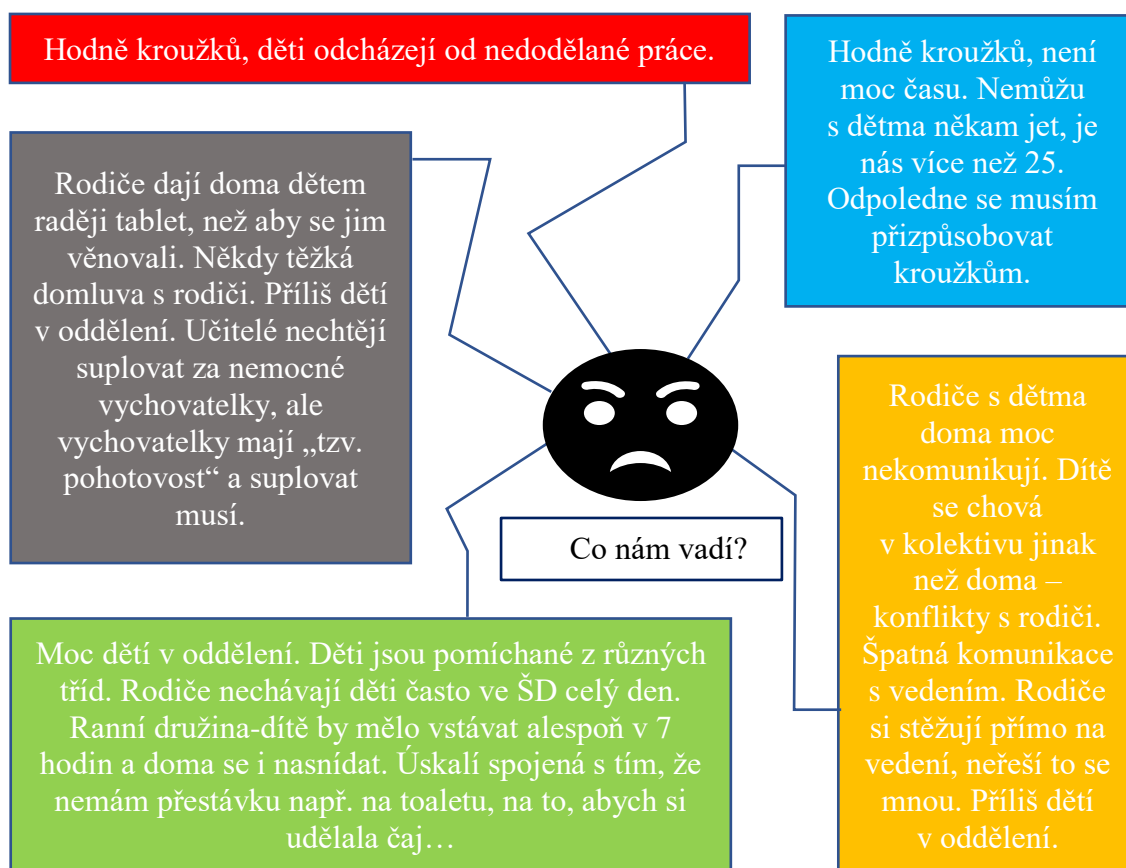 Hodně kroužků, děti odcházejí od nedodělané práce.
Hodně kroužků, není
moc času. Nemůžu
s dětma někam jet, je
nás více než 25.
Odpoledne se musím
přizpůsobovat
kroužkům.
Rodiče dají doma dětem
raději tablet, než aby se jim
věnovali. Někdy těžká
domluva s rodiči. Příliš dětí
v oddělení. Učitelé nechtějí
suplovat za nemocné
vychovatelky, ale
vychovatelky mají „tzv.
pohotovost“ a suplovat
musí.
Co nám vadí?
Rodiče s dětma
doma moc
nekomunikují. Dítě
se chová
v kolektivu jinak
než doma –
konflikty s rodiči.
Špatná komunikace
s vedením. Rodiče
si stěžují přímo na
vedení, neřeší to se
mnou. Příliš dětí
v oddělení.
Moc dětí v oddělení. Děti jsou pomíchané z různých
tříd. Rodiče nechávají děti často ve ŠD celý den.
Ranní družina-dítě by mělo vstávat alespoň v 7
hodin a doma se i nasnídat. Úskalí spojená s tím, že
nemám přestávku např. na toaletu, na to, abych si
udělala čaj…